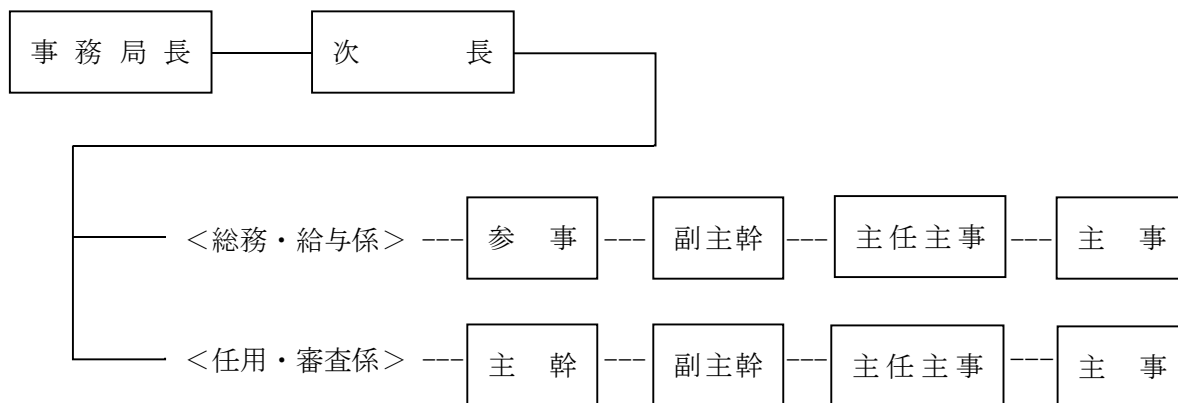 事務局長 次長
＜総務・給与係＞ 参事 副主幹 主任主事 主事
＜任用・審査係＞ 主幹 副主幹 主任主事 主事